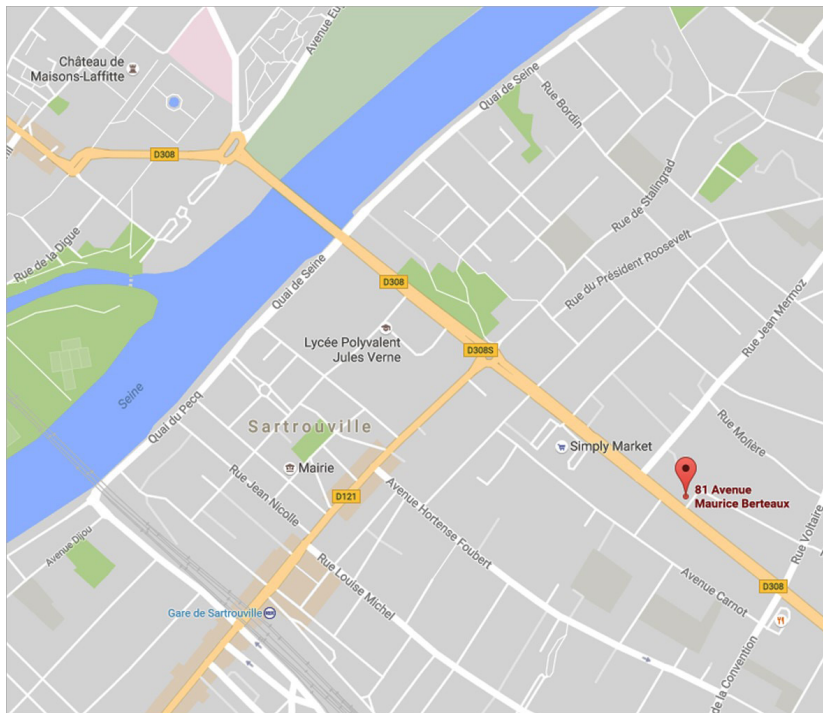 Château de
Maisons-Laffitte
Avenue Eu
Quai de Seine
Rue Bordin
D308
Rue de Stalingrad
Rue de la Digue
Quai de Seine
Rue du Président Roosevelt
D308
Rue Jean Mermoz
Lycée Polyvalent
Jules Verne
D308S
Seine
Quai du Pecq
Sartrouville
Rue Molière
Simply Market
Mairie
Rue Jean Nicolle
D121
Avenue Hortense Foubert
81 Avenue
Maurice Berteaux
Rue Voltaire
Avenue Dijou
Rue Louise Michel
Avenue Carnot
D308
Gare de Sartrouville
RER
de la Convention